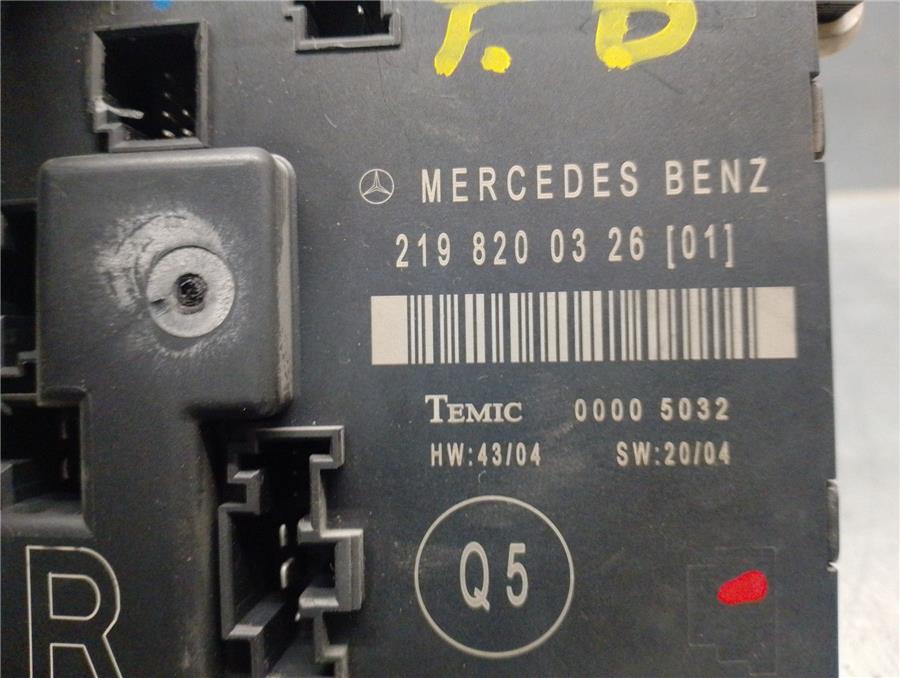 T. D
MERCEDES BENZ
219 820 03 26 [01]
TEMIC 0000 5032
HW:43/04 SW:20/04
Q5
R